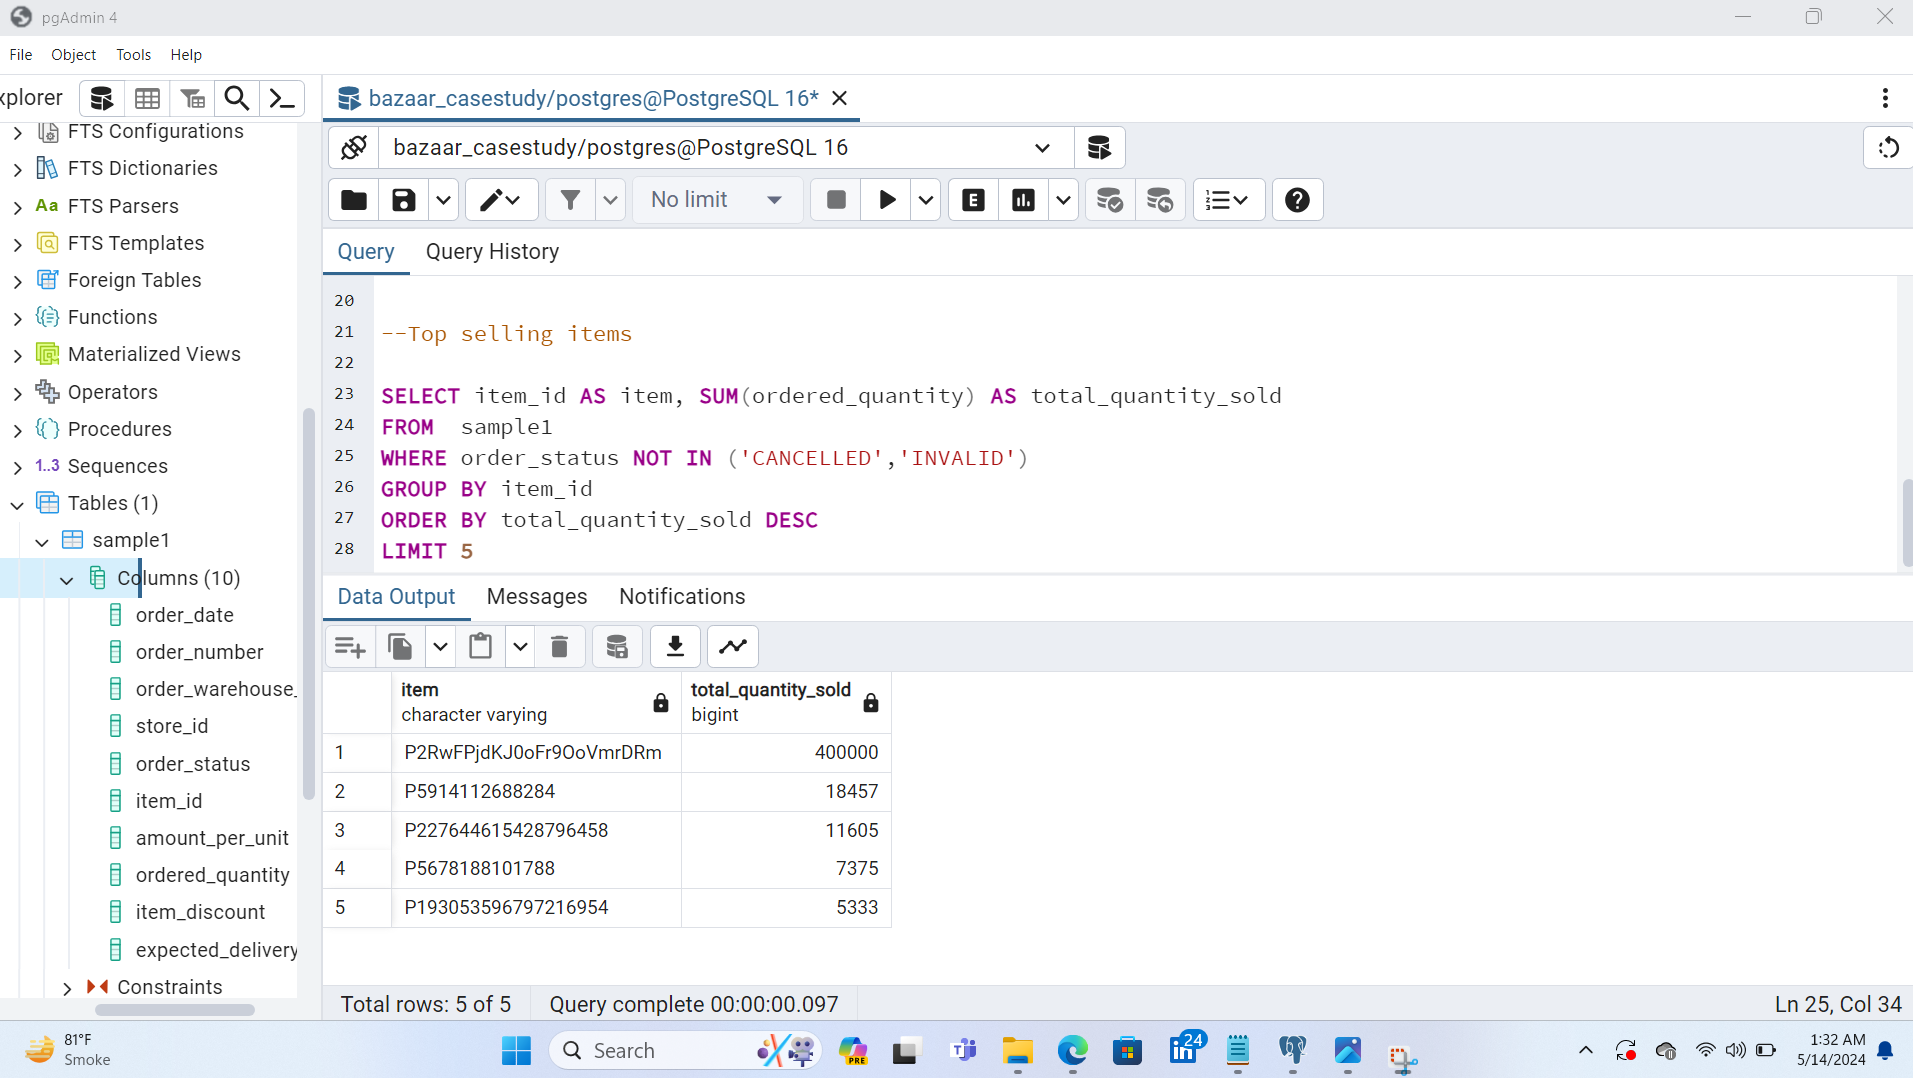 pgAdmin 4
File Object Tools Help
xplorer
bazaar_casestudy/postgres@PostgreSQL 16*
FTS Configurations
FTS Dictionaries
Aa FTS Parsers
FTS Templates
Foreign Tables
Functions
Materialized Views
Operators
Procedures
1..3 Sequences
Tables (1)
sample1
Columns (10)
order_date
order_number
order_warehouse_
store_id
order_status
item_id
amount_per_unit
ordered_quantity
item_discount
expected_delivery
Constraints
bazaar_casestudy/postgres@PostgreSQL 16
No limit
E
Query Query History
20
21 --Top selling items
22
23 SELECT item_id AS item, SUM(ordered_quantity) AS total_quantity_sold
24 FROM  sample1
25 WHERE order_status NOT IN ('CANCELLED','INVALID')
26 GROUP BY item_id
27 ORDER BY total_quantity_sold DESC
28 LIMIT 5
Data Output Messages Notifications
item total_quantity_sold
character varying bigint
1 P2RwFPjdKJ0oFr9OoVmrDRm 400000
2 P5914112688284 18457
3 P227644615428796458 11605
4 P5678188101788 7375
5 P193053596797216954 5333
Total rows: 5 of 5 Query complete 00:00:00.097 Ln 25, Col 34
81°F
Smoke
Search
PRE
24
1:32 AM
5/14/2024